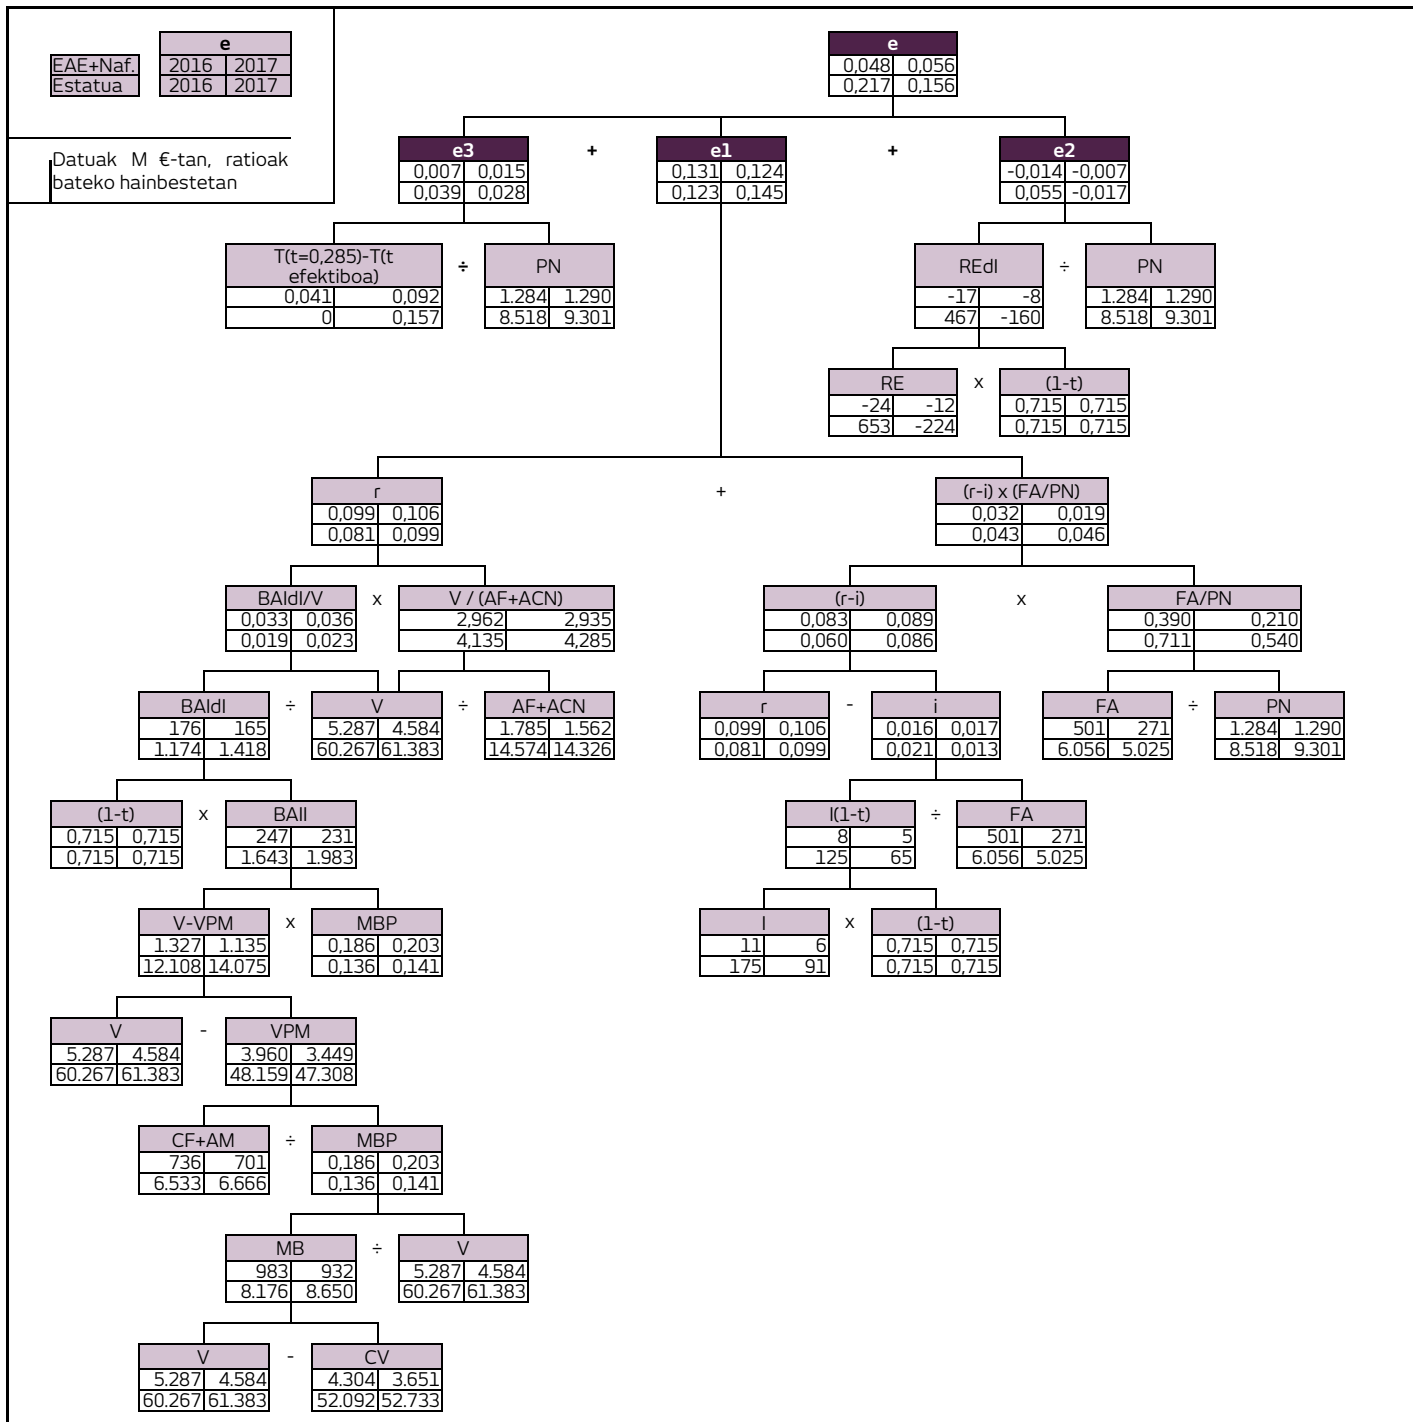 e
EAE+Naf. 2016 2017
Estatua 2016 2017
Datuak M €-tan, ratioak
bateko hainbestetan
e
0,048 0,056
0,217 0,156
e3 + e1 + e2
0,007 0,015 0,131 0,124 -0,014 -0,007
0,039 0,028 0,123 0,145 0,055 -0,017
T(t=0,285)-T(t
efektiboa) ÷ PN REdI ÷ PN
0,041 0,092 1.284 1.290 -17 -8 1.284 1.290
0 0,157 8.518 9.301 467 -160 8.518 9.301
RE x (1-t)
-24 -12 0,715 0,715
653 -224 0,715 0,715
r + (r-i) x (FA/PN)
0,099 0,106 0,032 0,019
0,081 0,099 0,043 0,046
BAIdI/V x V / (AF+ACN) (r-i) x FA/PN
0,033 0,036 2,962 2,935 0,083 0,089 0,390 0,210
0,019 0,023 4,135 4,285 0,060 0,086 0,711 0,540
BAIdI ÷ V ÷ AF+ACN r - i FA ÷ PN
176 165 5.287 4.584 1.785 1.562 0,099 0,106 0,016 0,017 501 271 1.284 1.290
1.174 1.418 60.267 61.383 14.574 14.326 0,081 0,099 0,021 0,013 6.056 5.025 8.518 9.301
(1-t) x BAII I(1-t) ÷ FA
0,715 0,715 247 231 8 5 501 271
0,715 0,715 1.643 1.983 125 65 6.056 5.025
V-VPM x MBP I x (1-t)
1.327 1.135 0,186 0,203 11 6 0,715 0,715
12.108 14.075 0,136 0,141 175 91 0,715 0,715
V - VPM
5.287 4.584 3.960 3.449
60.267 61.383 48.159 47.308
CF+AM ÷ MBP
736 701 0,186 0,203
6.533 6.666 0,136 0,141
MB ÷ V
983 932 5.287 4.584
8.176 8.650 60.267 61.383
V - CV
5.287 4.584 4.304 3.651
60.267 61.383 52.092 52.733